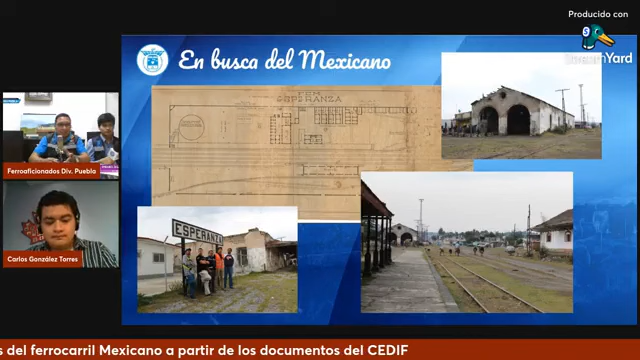 Producido con
StreamYard
En busca del Mexicano
ESPERANZA
ESPERANZA
Ferroaficionados Div. Puebla
Carlos González Torres
s del ferrocarril Mexicano a partir de los documentos del CEDIF